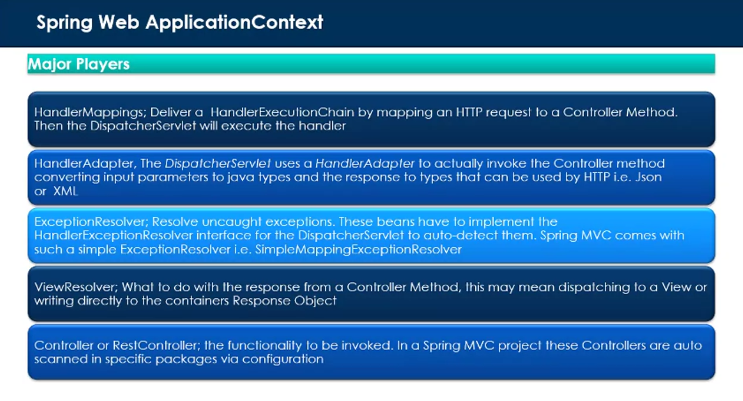 Spring Web ApplicationContext
Major Players
HandlerMappings; Deliver a HandlerExecutionChain by mapping an HTTP request to a Controller Method.
Then the DispatcherServlet will execute the handler
HandlerAdapter, The DispatcherServlet uses a HandlerAdapter to actually invoke the Controller method
converting input parameters to java types and the response to types that can be used by HTTP i.e. Json
or XML
ExceptionResolver; Resolve uncaught exceptions. These beans have to implement the
HandlerExceptionResolver interface for the DispatcherServlet to auto-detect them. Spring MVC comes with
such a simple ExceptionResolver i.e. SimpleMappingExceptionResolver
ViewResolver; What to do with the response from a Controller Method, this may mean dispatching to a View or
writing directly to the containers Response Object
Controller or RestController; the functionality to be invoked. In a Spring MVC project these Controllers are auto
scanned in specific packages via configuration